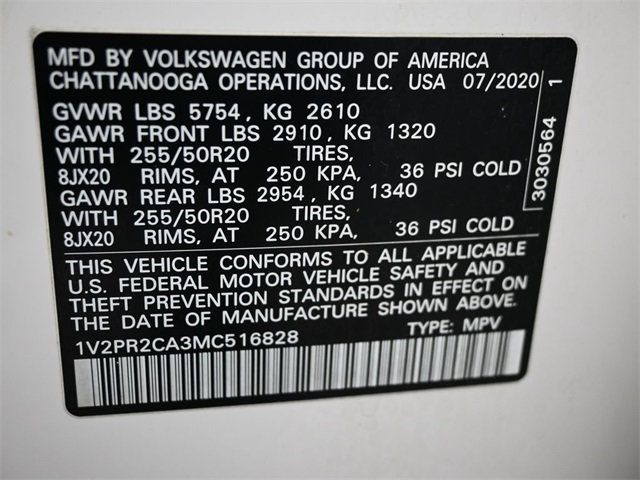 MFD BY VOLKSWAGEN GROUP OF AMERICA
CHATTANOOGA OPERATIONS, LLC. USA 07/2020
GVWR LBS 5754, KG 2610
GAWR FRONT LBS 2910, KG 1320
WITH 255/50R20 TIRES,
8JX20 RIMS, AT 250 KPA, 36 PSI COLD
GAWR REAR LBS 2954, KG 1340
WITH 255/50R20 TIRES,
8JX20 RIMS, AT 250 KPA, 36 PSI COLD
THIS VEHICLE CONFORMS TO ALL APPLICABLE
U.S. FEDERAL MOTOR VEHICLE SAFETY AND
THEFT PREVENTION STANDARDS IN EFFECT ON
THE DATE OF MANUFACTURE SHOWN ABOVE.
1V2PR2CA3MC516828 TYPE: MPV
3030564 1